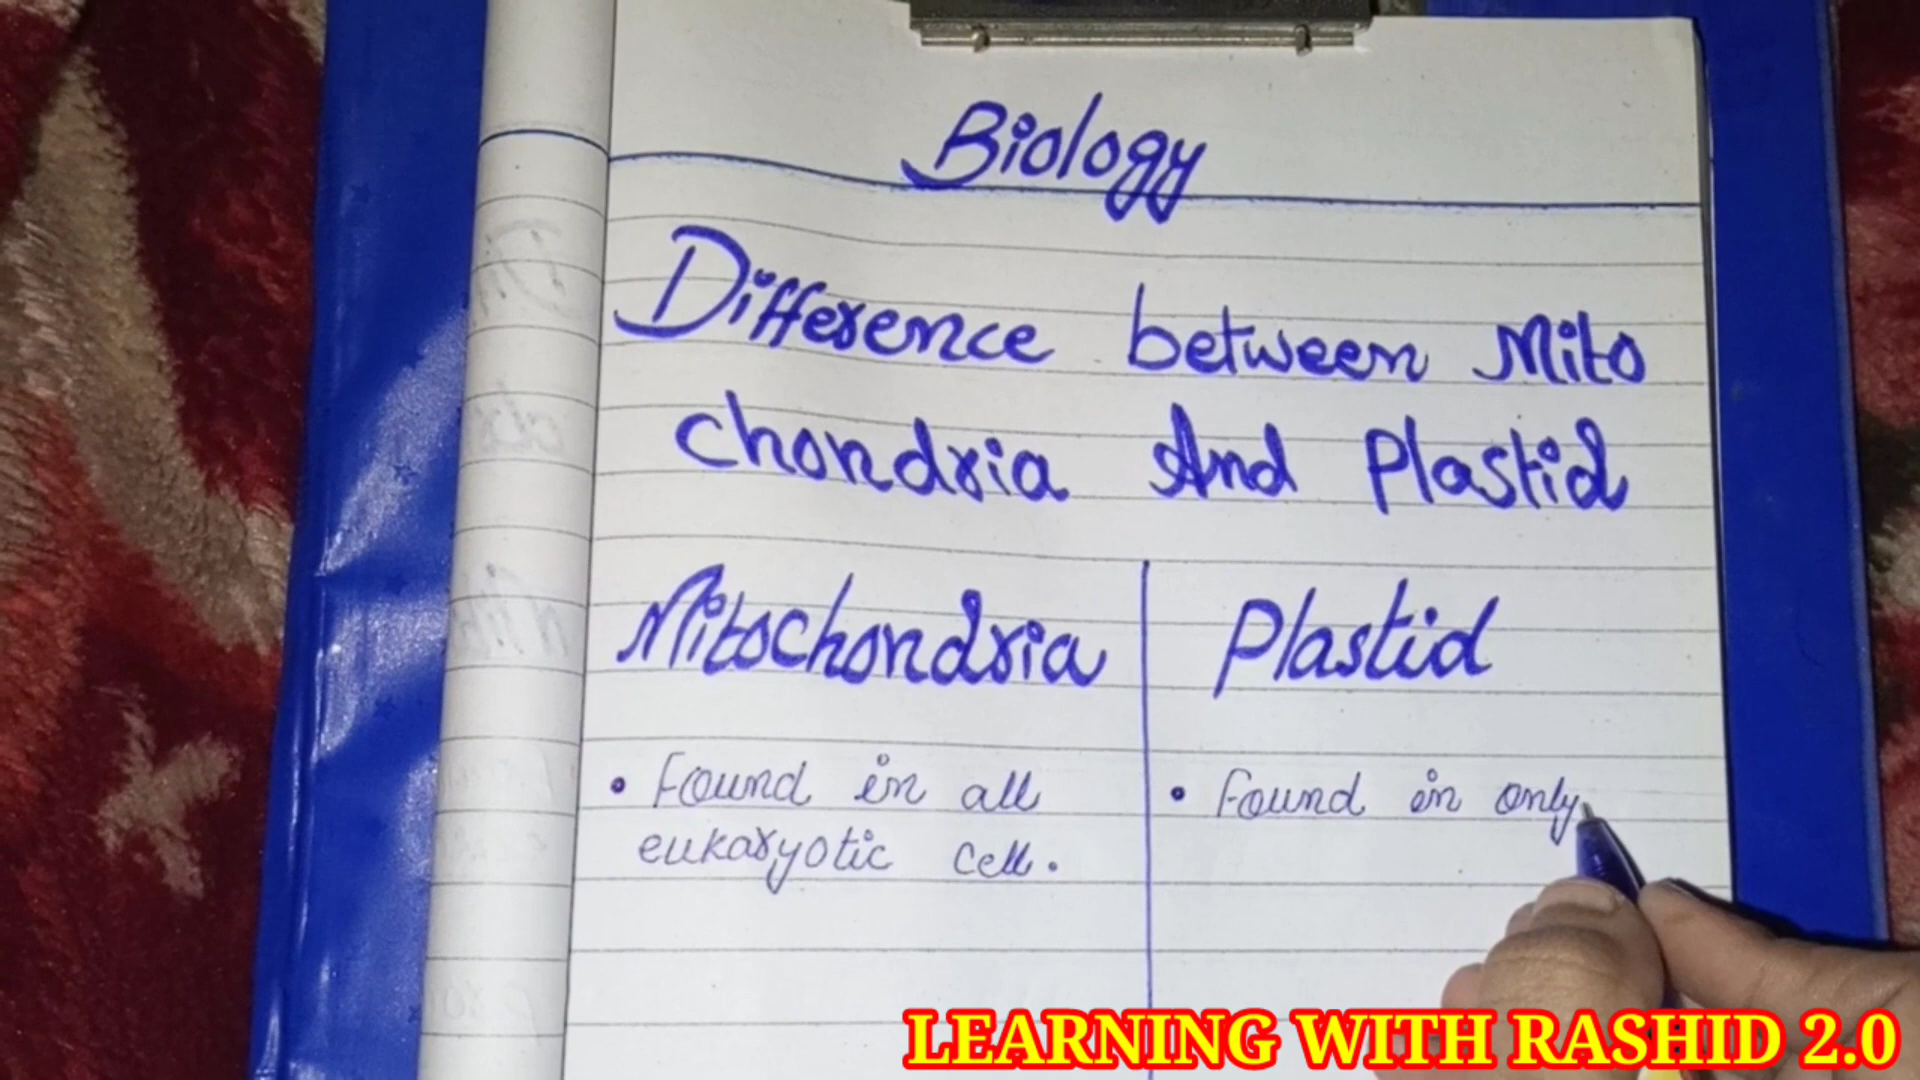 Biology
Difference between Mito
chondria And Plastid
Mitochondria
Plastid
• Found in all
eukaryotic cell.
• Found in only
LEARNING WITH RASHID 2.0